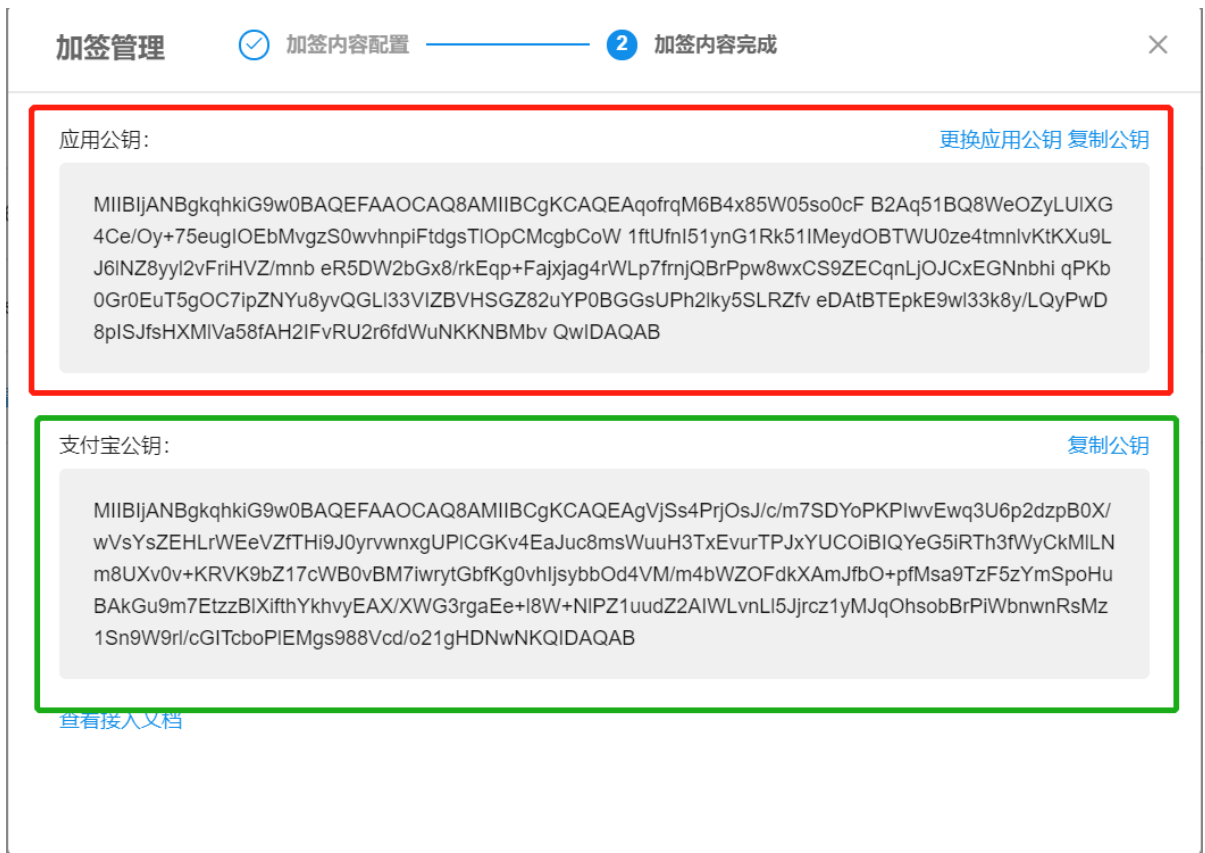 加签管理 加签内容配置 2 加签内容完成
应用公钥: 更换应用公钥 复制公钥
MIIBIjANBgkqhkiG9w0BAQEFAAOCAQ8AMIIBCgKCAQEAqofrqM6B4x85W05so0cF B2Aq51BQ8WeOZyLUlXG
4Ce/Oy+75eugIOEbMvgzS0wvhnpiFtdgsTlOpCMcgbCoW 1ftUfnI51ynG1Rk51IMeydOBTWU0ze4tmnlvKtKXu9L
J6lNZ8yyl2vFriHVZ/mnb eR5DW2bGx8/rkEqp+Fajxjag4rWLp7frnjQBrPpw8wxCS9ZECqnLjOJCxEGNnbhi qPKb
0Gr0EuT5gOC7ipZNYu8yvQGLl33VIZBVHSGZ82uYP0BGGsUPh2lky5SLRZfv eDAtBTEpkE9wl33k8y/LQyPwD
8pISJfsHXMlVa58fAH2IFvRU2r6fdWuNKKNBMbv QwIDAQAB
支付宝公钥: 复制公钥
MIIBIjANBgkqhkiG9w0BAQEFAAOCAQ8AMIIBCgKCAQEAgVjSs4PrjOsJ/c/m7SDYoPKPIwvEwq3U6p2dzpB0X/
wVsYsZEHLrWEeVZfTHi9J0yrvwnxgUPlCGKv4EaJuc8msWuuH3TxEvurTPJxYUCOiBIQYeG5iRTh3fWyCkMlLN
m8UXv0v+KRVK9bZ17cWB0vBM7iwrytGbfKg0vhIjsybbOd4VM/m4bWZOFdkXAmJfbO+pfMsa9TzF5zYmSpoHu
BAkGu9m7EtzzBlXifthYkhvyEAX/XWG3rgaEe+l8W+NlPZ1uudZ2AIWLvnLl5Jjrcz1yMJqOhsobBrPiWbnwnRsMz
1Sn9W9rl/cGITcboPlEMgs988Vcd/o21gHDNwNKQIDAQAB
查看接入文档